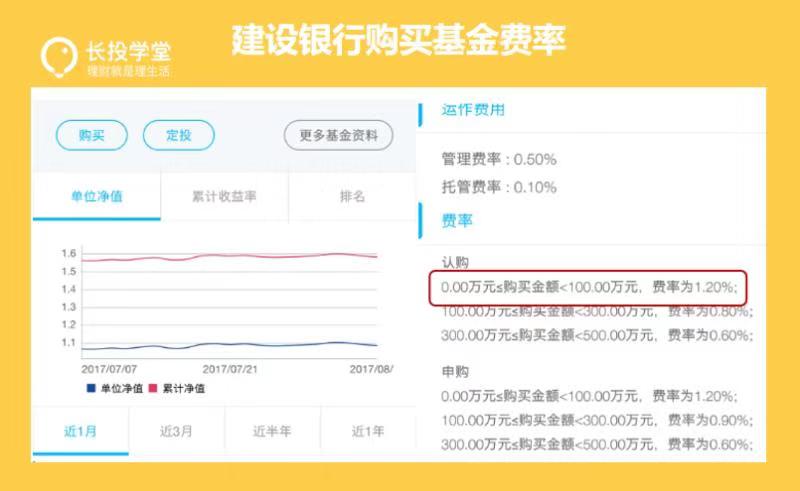 建设银行购买基金费率
长投学堂
理财就是理生活
购买
定投
更多基金资料
单位净值
累计收益率
排名
1.6
1.5
1.4
1.3
1.2
1.1
2017/07/07
2017/07/21
2017/08/
单位净值
累计净值
近1月
近3月
近半年
近1年
运作费用
管理费率：0.50%
托管费率：0.10%
费率
认购
0.00万元≤购买金额<100.00万元，费率为1.20%;
100.00万元≤购买金额<300.00万元，费率为0.80%;
300.00万元≤购买金额<500.00万元，费率为0.60%;
申购
0.00万元≤购买金额<100.00万元，费率为1.20%;
100.00万元≤购买金额<300.00万元，费率为0.90%;
300.00万元≤购买金额<500.00万元，费率为0.60%;